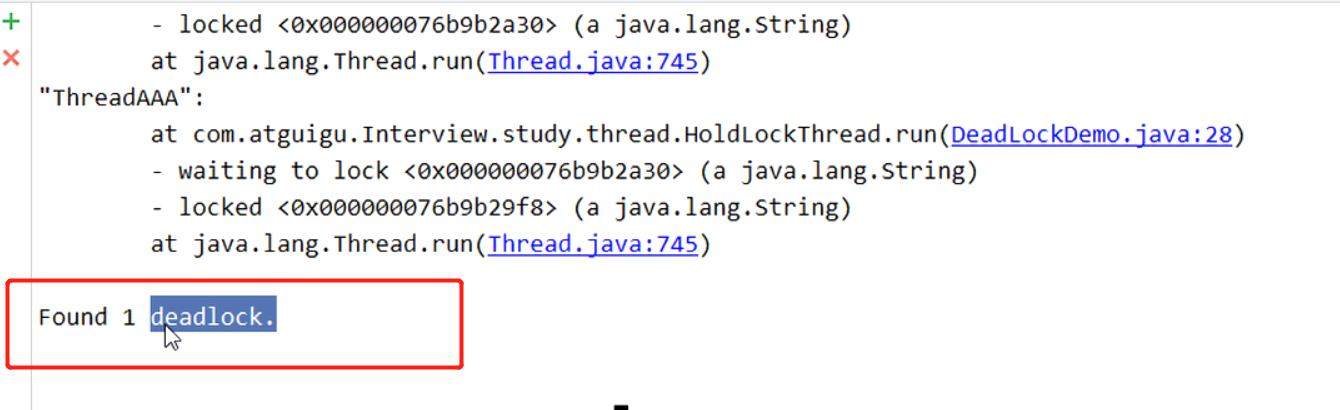 - locked <0x000000076b9b2a30> (a java.lang.String)
at java.lang.Thread.run(Thread.java:745)
"ThreadAAA":
at com.atguigu.Interview.study.thread.HoldLockThread.run(DeadLockDemo.java:28)
- waiting to lock <0x000000076b9b2a30> (a java.lang.String)
- locked <0x000000076b9b29f8> (a java.lang.String)
at java.lang.Thread.run(Thread.java:745)
Found 1 deadlock.